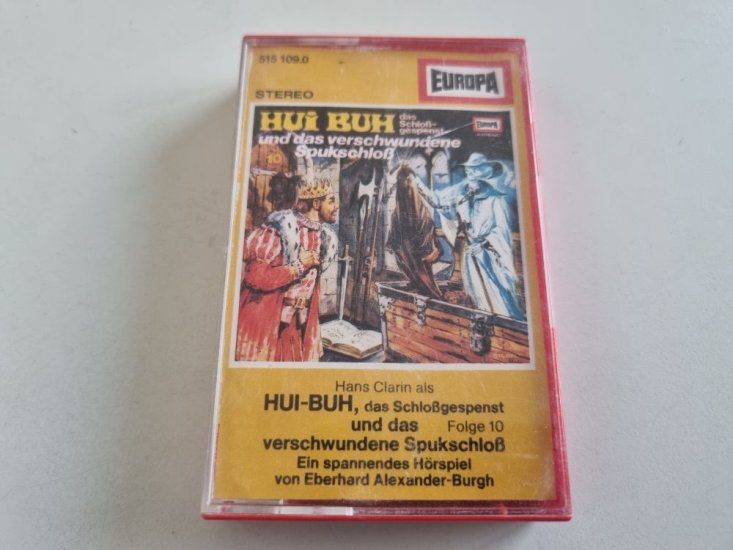 515 109.0
EUROPA
STEREO
HUI BUH das Schloß-
gespenst
und das verschwundene
Spukschloß
10
EUROPA
Hans Clarin als
HUI-BUH, das Schloßgespenst
und das Folge 10
verschwundene Spukschloß
Ein spannendes Hörspiel
von Eberhard Alexander-Burgh